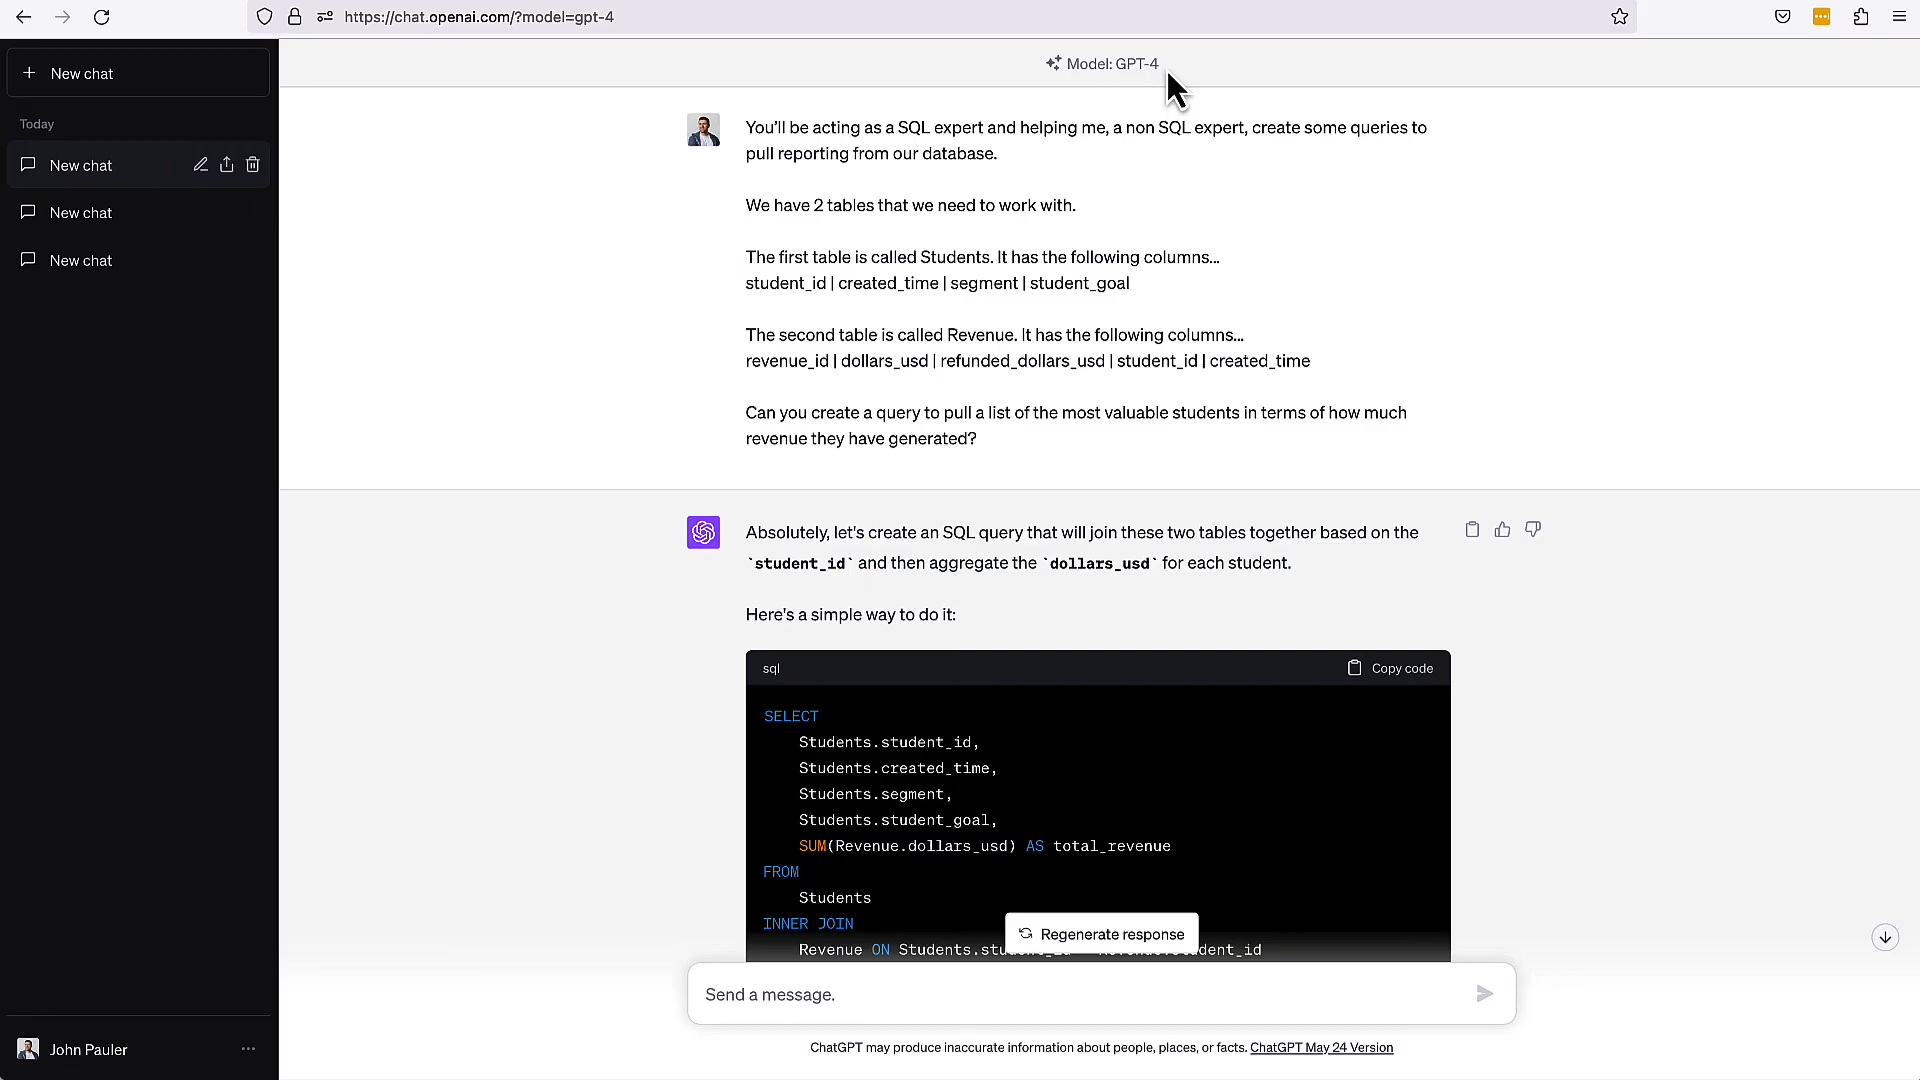 https://chat.openai.com/?model=gpt-4
New chat
Today
New chat
New chat
New chat
John Pauler
Model: GPT-4
You'll be acting as a SQL expert and helping me, a non SQL expert, create some queries to
pull reporting from our database.
We have 2 tables that we need to work with.
The first table is called Students. It has the following columns...
student_id | created_time | segment | student_goal
The second table is called Revenue. It has the following columns...
revenue_id | dollars_usd | refunded_dollars_usd | student_id | created_time
Can you create a query to pull a list of the most valuable students in terms of how much
revenue they have generated?
Absolutely, let's create an SQL query that will join these two tables together based on the
`student_id` and then aggregate the `dollars_usd` for each student.
Here's a simple way to do it:
sql
Copy code
SELECT
Students.student_id,
Students.created_time,
Students.segment,
Students.student_goal,
SUM(Revenue.dollars_usd) AS total_revenue
FROM
Students
INNER JOIN
Revenue ON
Regenerate response
Send a message.
ChatGPT may produce inaccurate information about people, places, or facts. ChatGPT May 24 Version